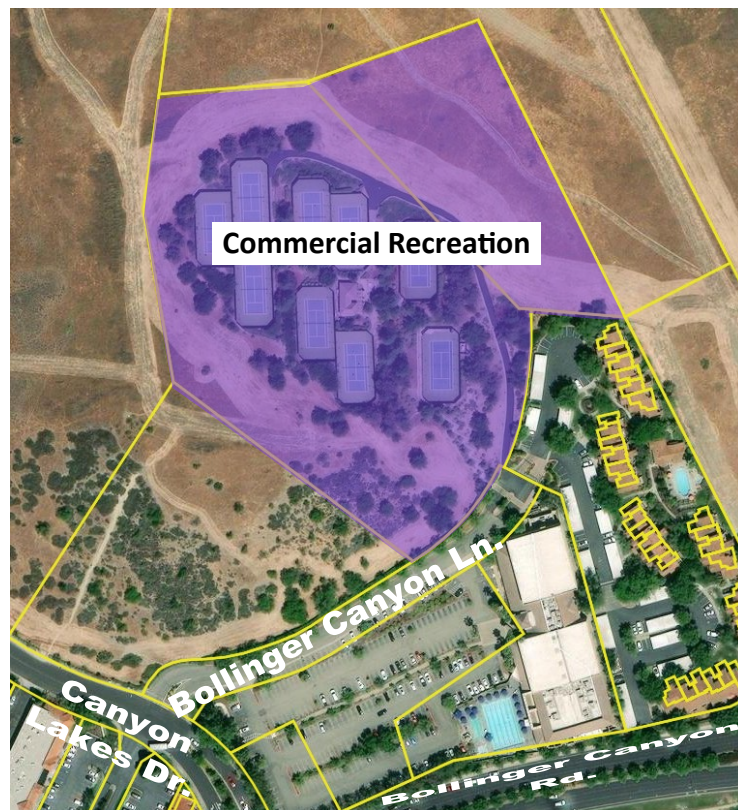 Commercial Recreation
Bollinger Canyon Ln.
Canyon
Lakes Dr.
Bollinger Canyon
Rd.